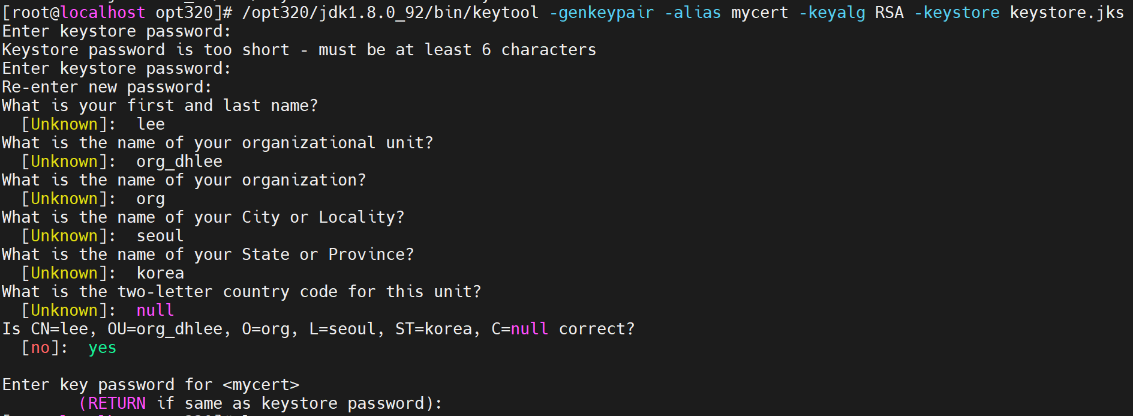 [root@localhost opt320]# /opt320/jdk1.8.0_92/bin/keytool -genkeypair -alias mycert -keyalg RSA -keystore keystore.jks
Enter keystore password:
Keystore password is too short - must be at least 6 characters
Enter keystore password:
Re-enter new password:
What is your first and last name?
  [Unknown]:  lee
What is the name of your organizational unit?
  [Unknown]:  org_dhlee
What is the name of your organization?
  [Unknown]:  org
What is the name of your City or Locality?
  [Unknown]:  seoul
What is the name of your State or Province?
  [Unknown]:  korea
What is the two-letter country code for this unit?
  [Unknown]:  null
Is CN=lee, OU=org_dhlee, O=org, L=seoul, ST=korea, C=null correct?
  [no]:  yes

Enter key password for <mycert>
        (RETURN if same as keystore password):